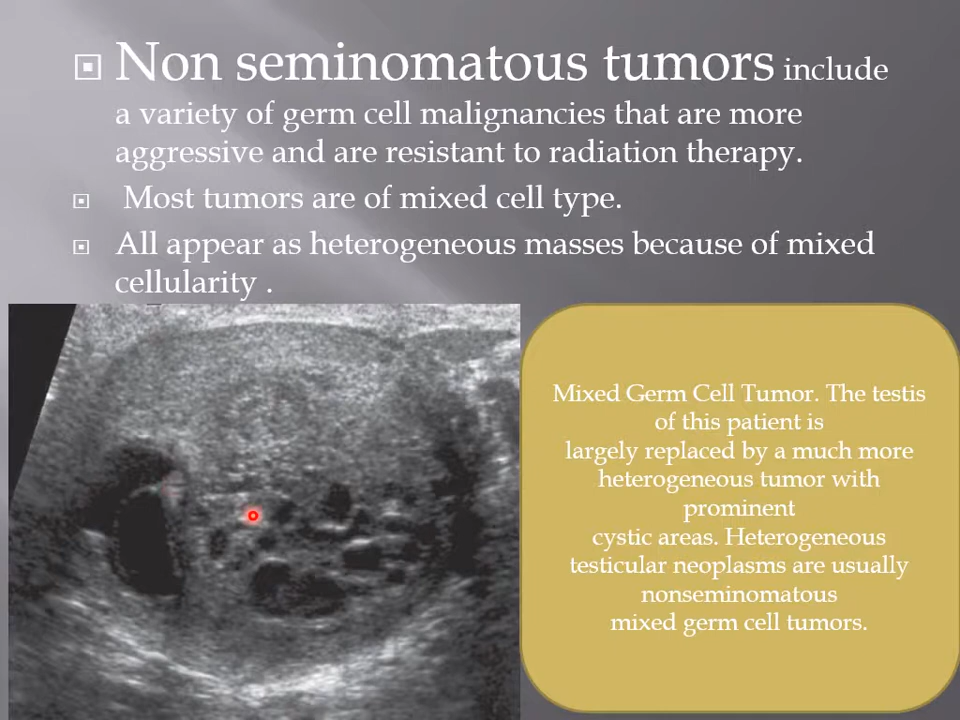 Non seminomatous tumors include
a variety of germ cell malignancies that are more
aggressive and are resistant to radiation therapy.
Most tumors are of mixed cell type.
All appear as heterogeneous masses because of mixed
cellularity .
Mixed Germ Cell Tumor. The testis
of this patient is
largely replaced by a much more
heterogeneous tumor with
prominent
cystic areas. Heterogeneous
testicular neoplasms are usually
nonseminomatous
mixed germ cell tumors.